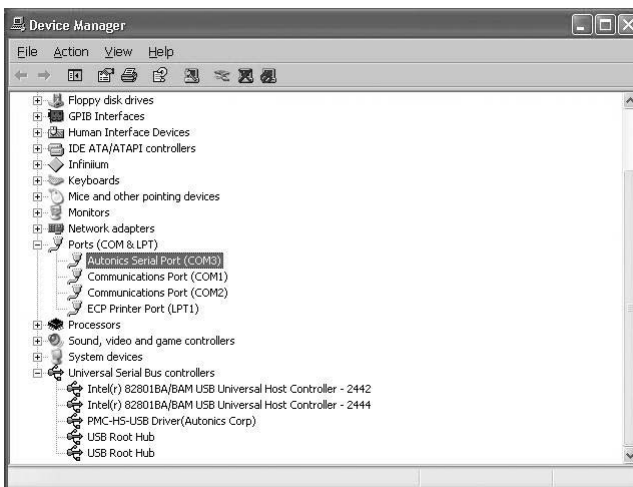 Device Manager
File Action View Help
Floppy disk drives
GPIB Interfaces
Human Interface Devices
IDE ATA/ATAPI controllers
Infiniium
Keyboards
Mice and other pointing devices
Monitors
Network adapters
Ports (COM & LPT)
Autonics Serial Port (COM3)
Communications Port (COM1)
Communications Port (COM2)
ECP Printer Port (LPT1)
Processors
Sound, video and game controllers
System devices
Universal Serial Bus controllers
Intel(r) 82801BA/BAM USB Universal Host Controller - 2442
Intel(r) 82801BA/BAM USB Universal Host Controller - 2444
PMC-HS-USB Driver(Autonics Corp)
USB Root Hub
USB Root Hub